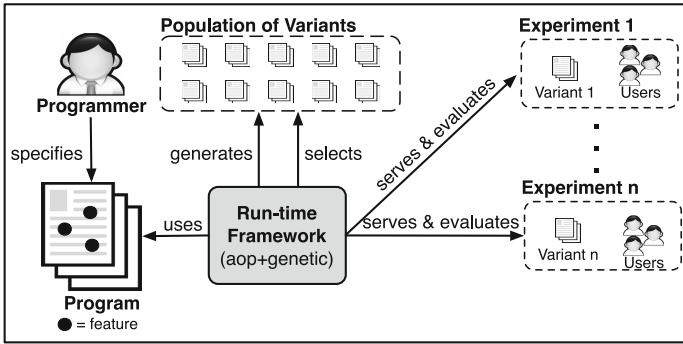 Population of Variants
Experiment 1
Variant 1
Users
Programmer
specifies
generates
selects
serves & evaluates
Experiment n
Run-time
Framework
(aop+genetic)
uses
serves & evaluates
Variant n
Users
Program
= feature